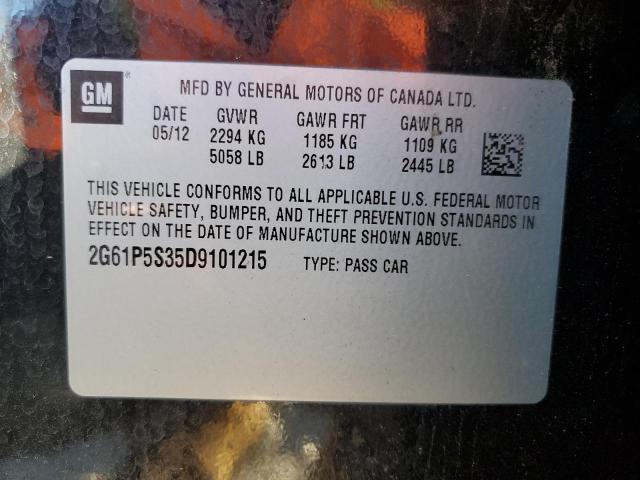 GM ®
MFD BY GENERAL MOTORS OF CANADA LTD.
DATE GVWR GAWR FRT GAWR RR
05/12 2294 KG 1185 KG 1109 KG
5058 LB 2613 LB 2445 LB
THIS VEHICLE CONFORMS TO ALL APPLICABLE U.S. FEDERAL MOTOR
VEHICLE SAFETY, BUMPER, AND THEFT PREVENTION STANDARDS IN
EFFECT ON THE DATE OF MANUFACTURE SHOWN ABOVE.
2G61P5S35D9101215 TYPE: PASS CAR